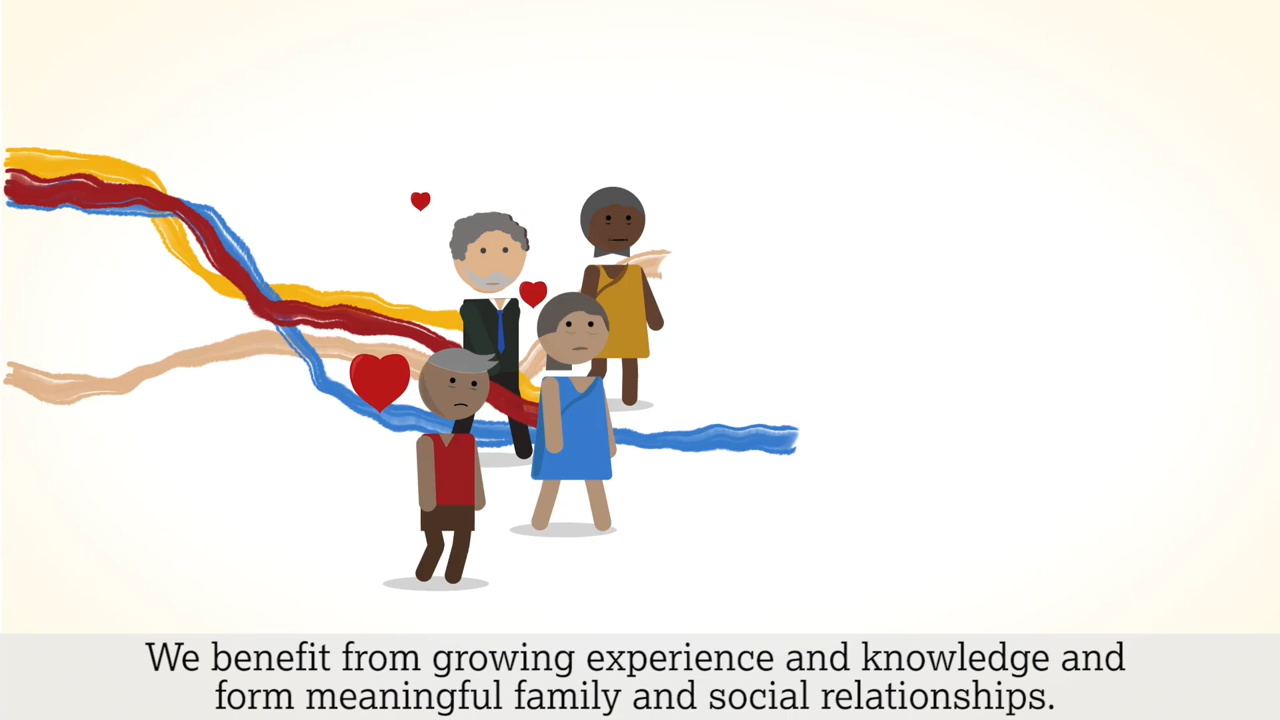 We benefit from growing experience and knowledge and
form meaningful family and social relationships.